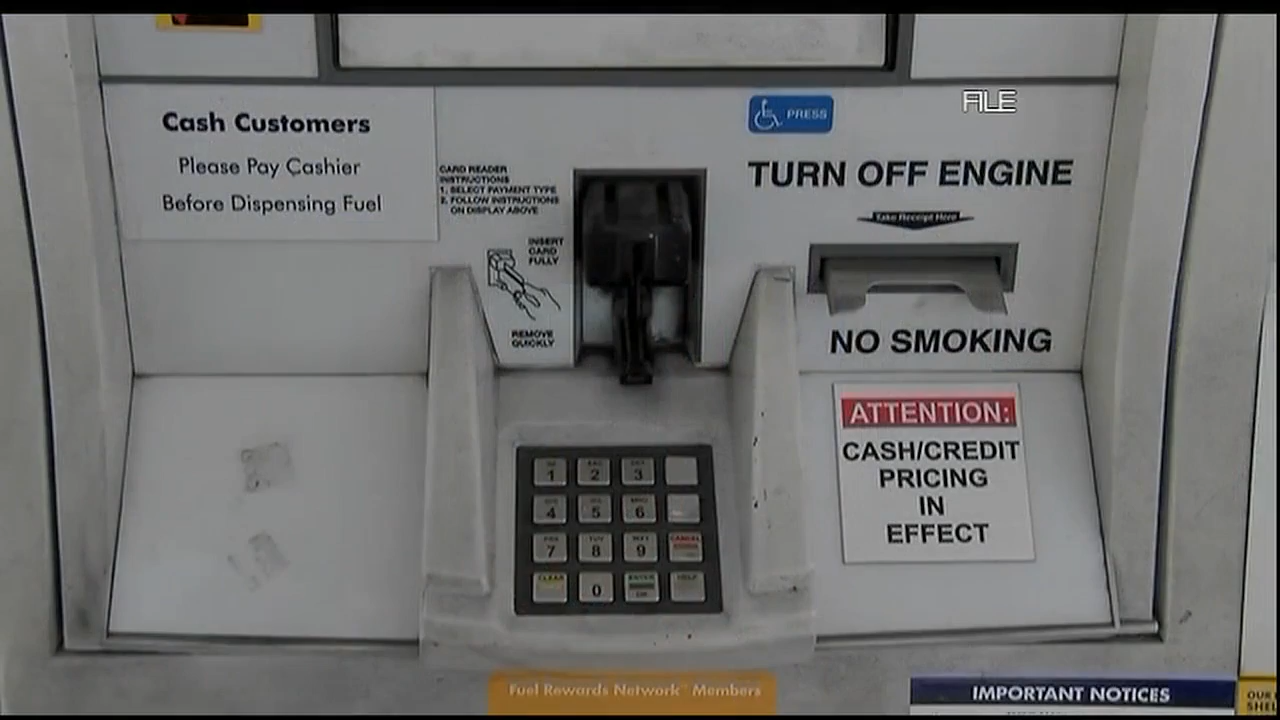 FILE
Cash Customers
Please Pay Cashier
Before Dispensing Fuel
CARD READER
INSTRUCTIONS
1. SELECT PAYMENT TYPE
2. FOLLOW INSTRUCTIONS
ON DISPLAY ABOVE
INSERT
CARD
FULLY
REMOVE
QUICKLY
PRESS
TURN OFF ENGINE
Take Receipt Here
NO SMOKING
ATTENTION:
CASH/CREDIT
PRICING
IN
EFFECT
1 2 3
4 5 6
7 8 9 CANCEL
CLEAR 0 ENTER HELP
Fuel Rewards Network™ Members
IMPORTANT NOTICES
OUR